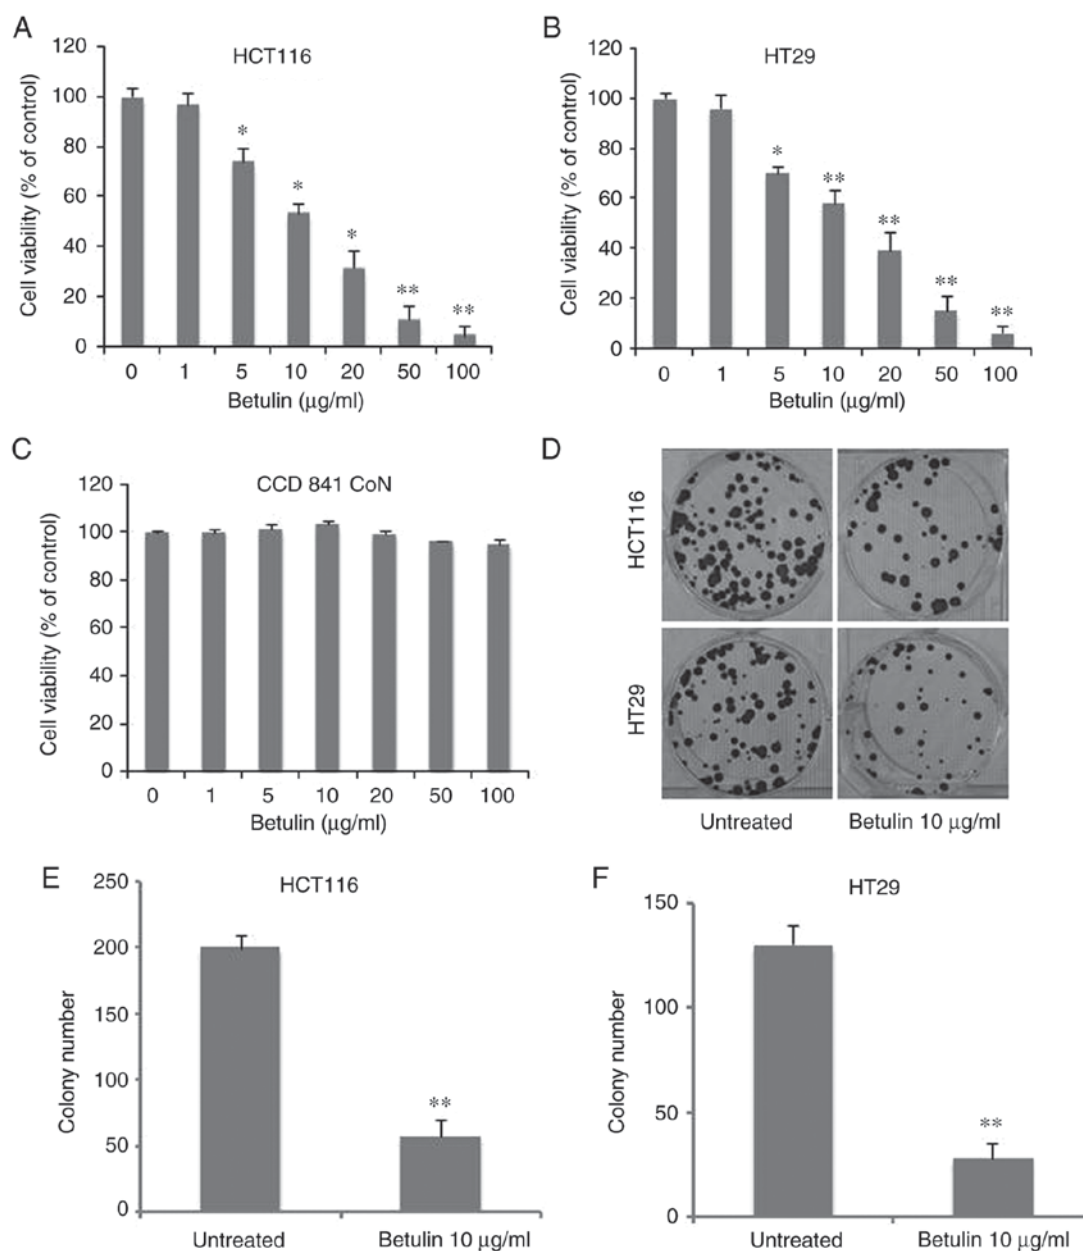 A
HCT116
Cell viability (% of control)
120
100
80
60
40
20
0
*
*
*
**
**
0 1 5 10 20 50 100
Betulin (μg/ml)
B
HT29
Cell viability (% of control)
120
100
80
60
40
20
0
*
**
**
**
**
0 1 5 10 20 50 100
Betulin (μg/ml)
C
CCD 841 CoN
Cell viability (% of control)
120
100
80
60
40
20
0
0 1 5 10 20 50 100
Betulin (μg/ml)
D
HCT116
HT29
Untreated Betulin 10 μg/ml
E
HCT116
Colony number
250
200
150
100
50
0
**
Untreated Betulin 10 μg/ml
F
HT29
Colony number
150
100
50
0
**
Untreated Betulin 10 μg/ml